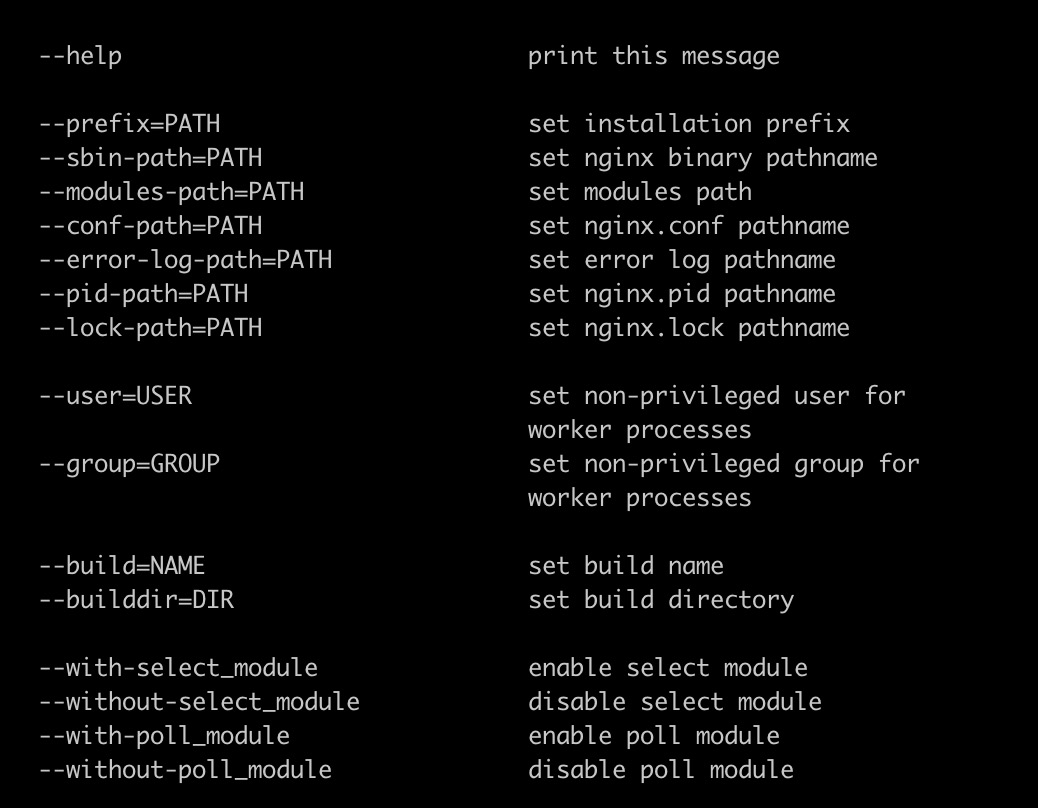 --help                             print this message

--prefix=PATH                      set installation prefix
--sbin-path=PATH                   set nginx binary pathname
--modules-path=PATH                set modules path
--conf-path=PATH                   set nginx.conf pathname
--error-log-path=PATH              set error log pathname
--pid-path=PATH                    set nginx.pid pathname
--lock-path=PATH                   set nginx.lock pathname

--user=USER                        set non-privileged user for
                                   worker processes
--group=GROUP                      set non-privileged group for
                                   worker processes

--build=NAME                       set build name
--builddir=DIR                     set build directory

--with-select_module               enable select module
--without-select_module            disable select module
--with-poll_module                 enable poll module
--without-poll_module              disable poll module